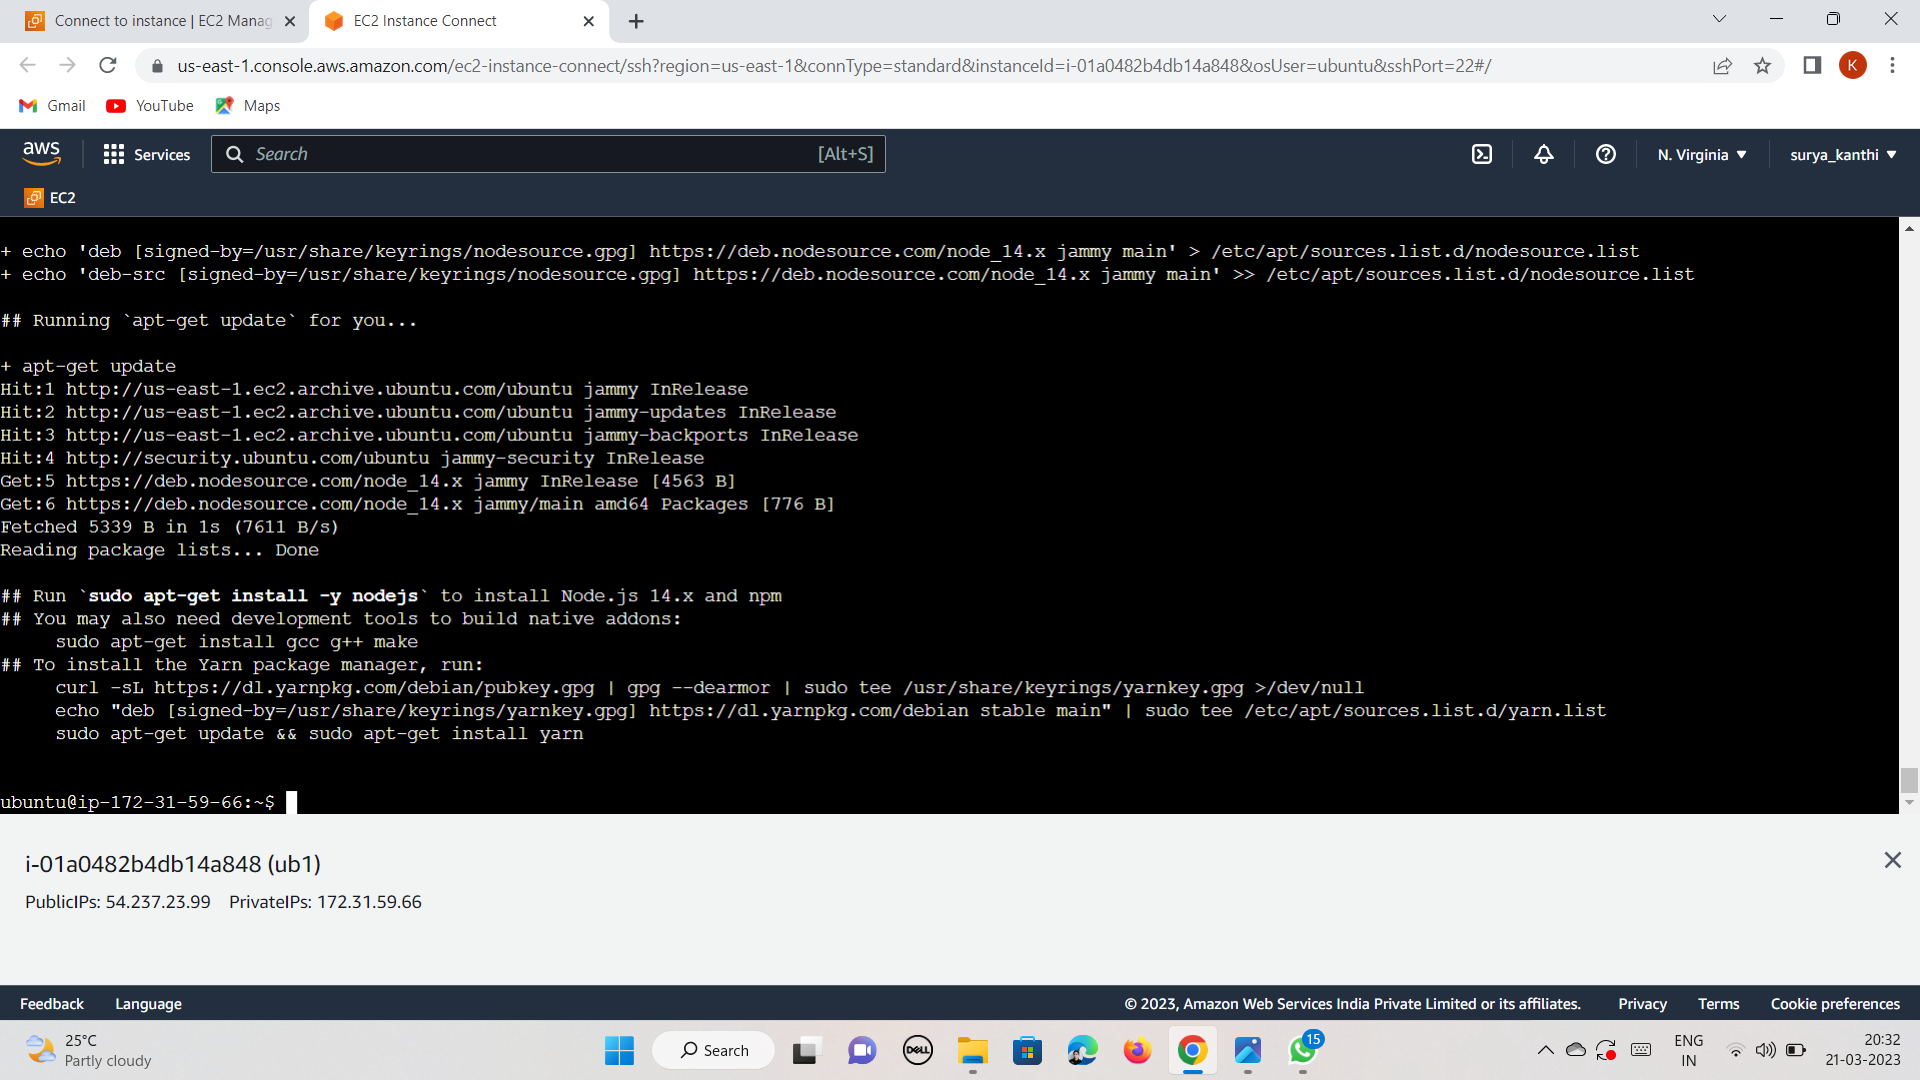 Connect to instance | EC2 Manag
EC2 Instance Connect
us-east-1.console.aws.amazon.com/ec2-instance-connect/ssh?region=us-east-1&connType=standard&instanceId=i-01a0482b4db14a848&osUser=ubuntu&sshPort=22#/
K
Gmail
YouTube
Maps
aws
Services
Search
[Alt+S]
N. Virginia
surya_kanthi
EC2
+ echo 'deb [signed-by=/usr/share/keyrings/nodesource.gpg] https://deb.nodesource.com/node_14.x jammy main' > /etc/apt/sources.list.d/nodesource.list
+ echo 'deb-src [signed-by=/usr/share/keyrings/nodesource.gpg] https://deb.nodesource.com/node_14.x jammy main' >> /etc/apt/sources.list.d/nodesource.list
## Running `apt-get update` for you...
+ apt-get update
Hit:1 http://us-east-1.ec2.archive.ubuntu.com/ubuntu jammy InRelease
Hit:2 http://us-east-1.ec2.archive.ubuntu.com/ubuntu jammy-updates InRelease
Hit:3 http://us-east-1.ec2.archive.ubuntu.com/ubuntu jammy-backports InRelease
Hit:4 http://security.ubuntu.com/ubuntu jammy-security InRelease
Get:5 https://deb.nodesource.com/node_14.x jammy InRelease [4563 B]
Get:6 https://deb.nodesource.com/node_14.x jammy/main amd64 Packages [776 B]
Fetched 5339 B in 1s (7611 B/s)
Reading package lists... Done
## Run `sudo apt-get install -y nodejs` to install Node.js 14.x and npm
## You may also need development tools to build native addons:
sudo apt-get install gcc g++ make
## To install the Yarn package manager, run:
curl -sL https://dl.yarnpkg.com/debian/pubkey.gpg | gpg --dearmor | sudo tee /usr/share/keyrings/yarnkey.gpg >/dev/null
echo "deb [signed-by=/usr/share/keyrings/yarnkey.gpg] https://dl.yarnpkg.com/debian stable main" | sudo tee /etc/apt/sources.list.d/yarn.list
sudo apt-get update && sudo apt-get install yarn
ubuntu@ip-172-31-59-66:~$
i-01a0482b4db14a848 (ub1)
PublicIPs: 54.237.23.99 PrivateIPs: 172.31.59.66
Feedback
Language
© 2023, Amazon Web Services India Private Limited or its affiliates.
Privacy
Terms
Cookie preferences
25°C
Partly cloudy
Search
DELL
15
ENG
IN
20:32
21-03-2023